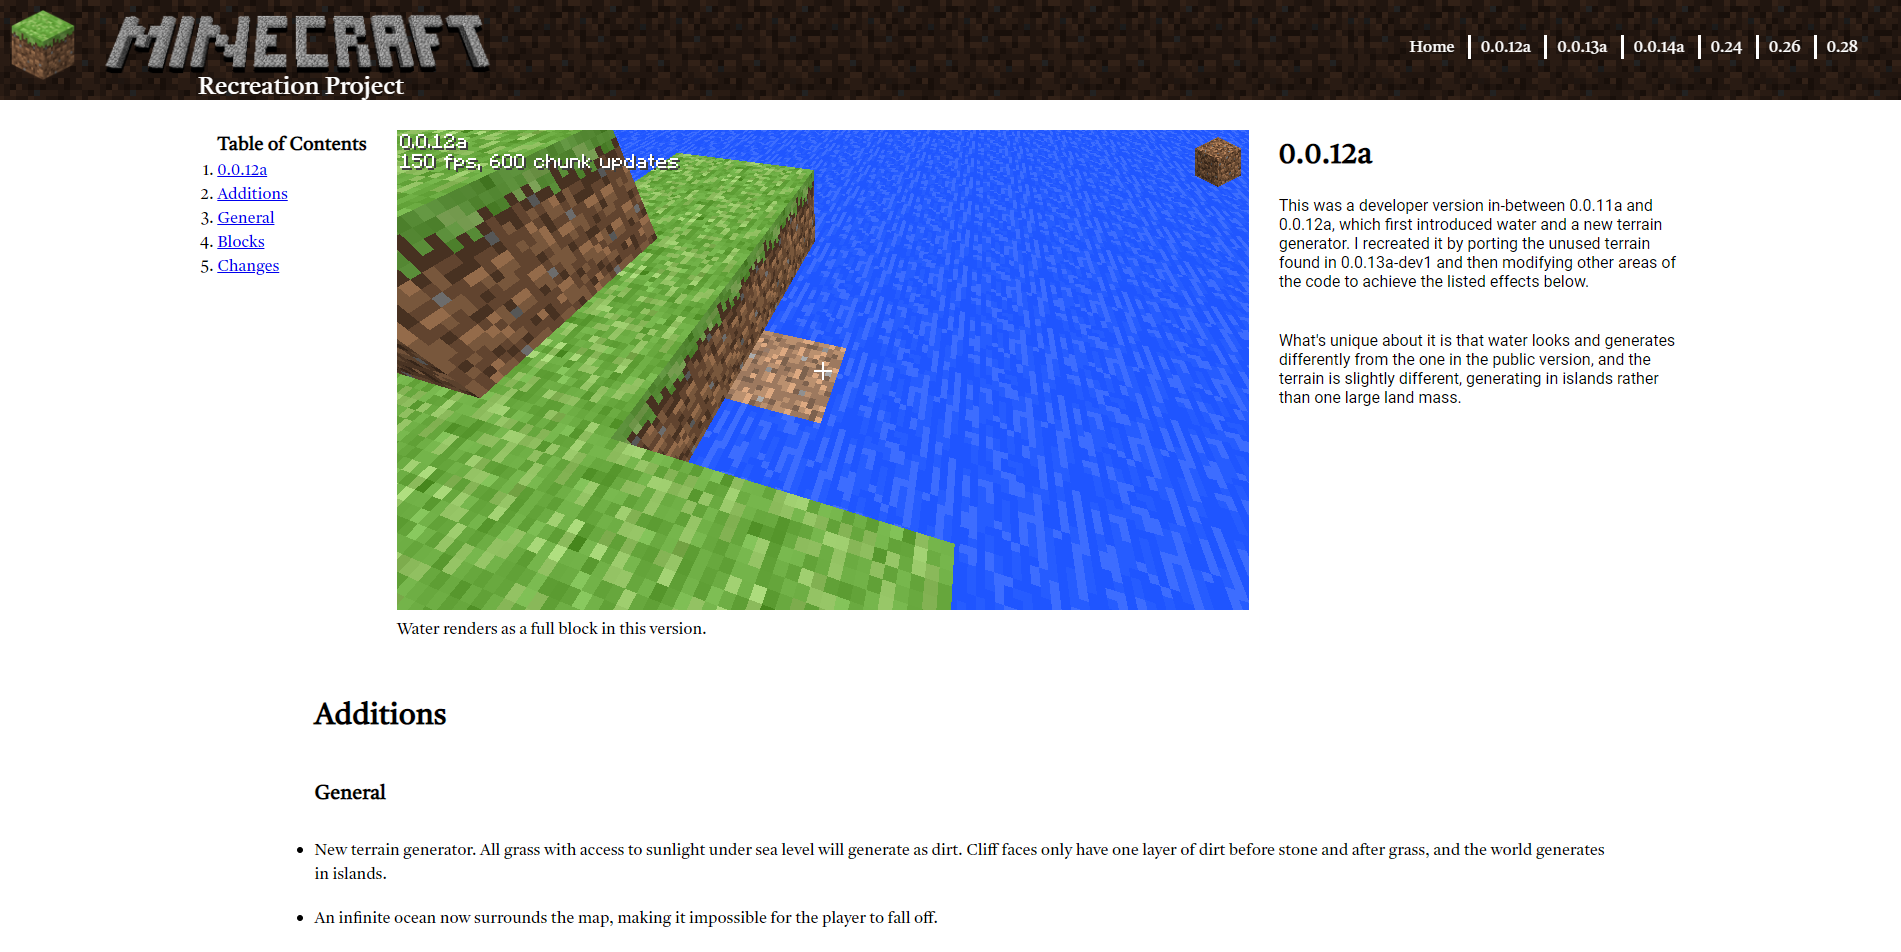 MINECRAFT
Recreation Project
Home
0.0.12a
0.0.13a
0.0.14a
0.24
0.26
0.28
Table of Contents
1. 0.0.12a
2. Additions
3. General
4. Blocks
5. Changes
0.0.12a
150 fps, 600 chunk updates
Water renders as a full block in this version.
0.0.12a
This was a developer version in-between 0.0.11a and
0.0.12a, which first introduced water and a new terrain
generator. I recreated it by porting the unused terrain
found in 0.0.13a-dev1 and then modifying other areas of
the code to achieve the listed effects below.
What's unique about it is that water looks and generates
differently from the one in the public version, and the
terrain is slightly different, generating in islands rather
than one large land mass.
Additions
General
• New terrain generator. All grass with access to sunlight under sea level will generate as dirt. Cliff faces only have one layer of dirt before stone and after grass, and the world generates
in islands.
• An infinite ocean now surrounds the map, making it impossible for the player to fall off.